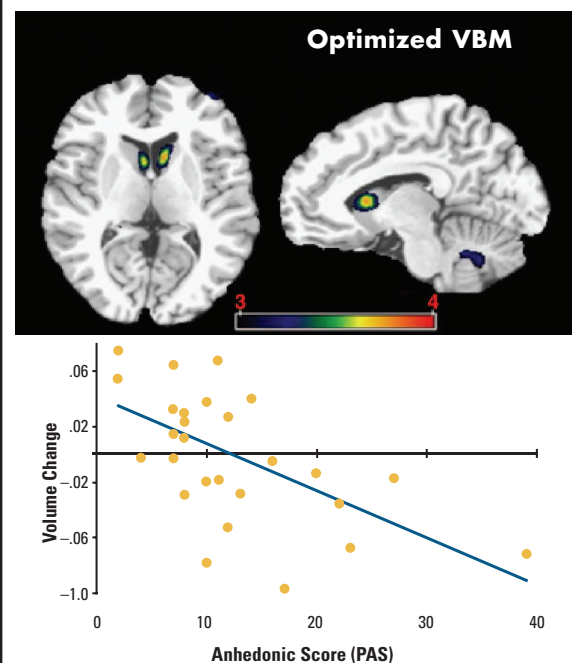 Optimized VBM
3 4
.06
.02
Volume Change
–.02
–.06
–1.0
0 10 20 30 40
Anhedonic Score (PAS)